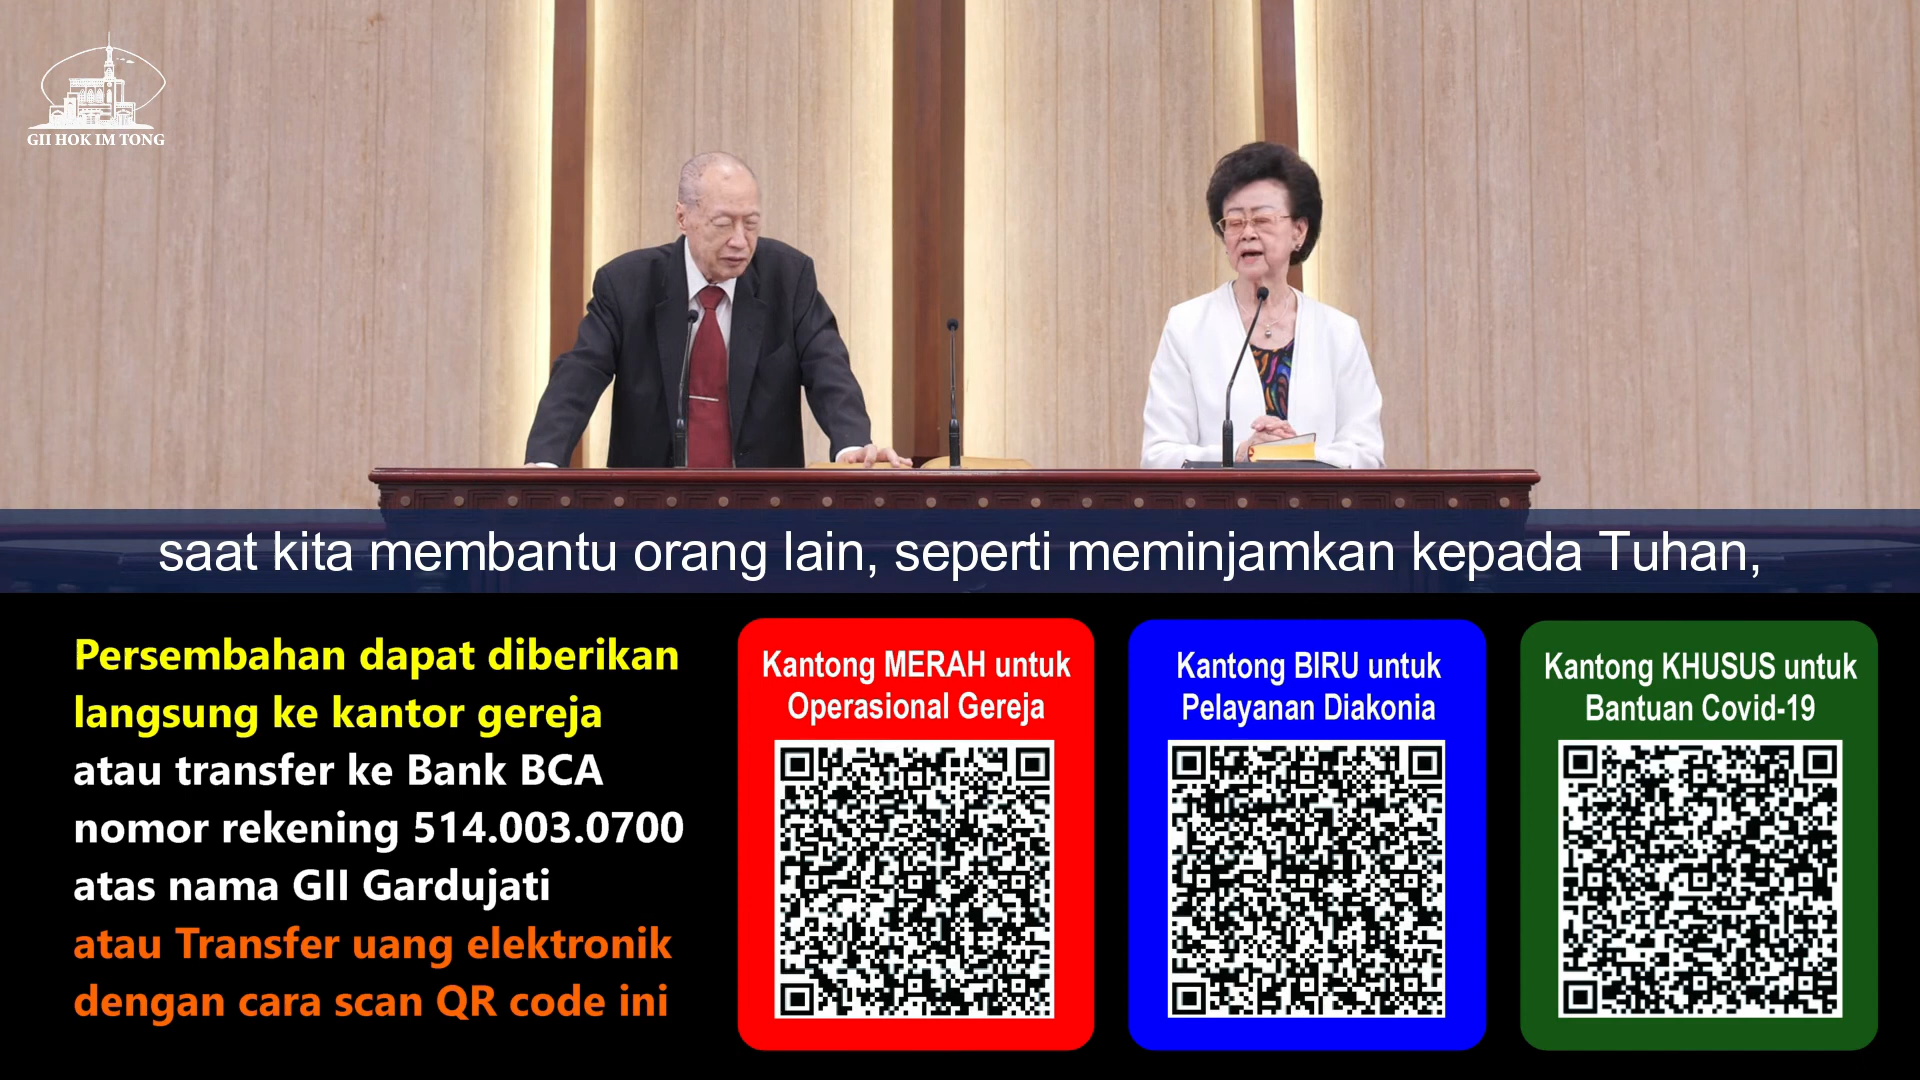 GII HOK IM TONG
saat kita membantu orang lain, seperti meminjamkan kepada Tuhan,
Persembahan dapat diberikan
langsung ke kantor gereja
atau transfer ke Bank BCA
nomor rekening 514.003.0700
atas nama GII Gardujati
atau Transfer uang elektronik
dengan cara scan QR code ini
Kantong MERAH untuk
Operasional Gereja
Kantong BIRU untuk
Pelayanan Diakonia
Kantong KHUSUS untuk
Bantuan Covid-19